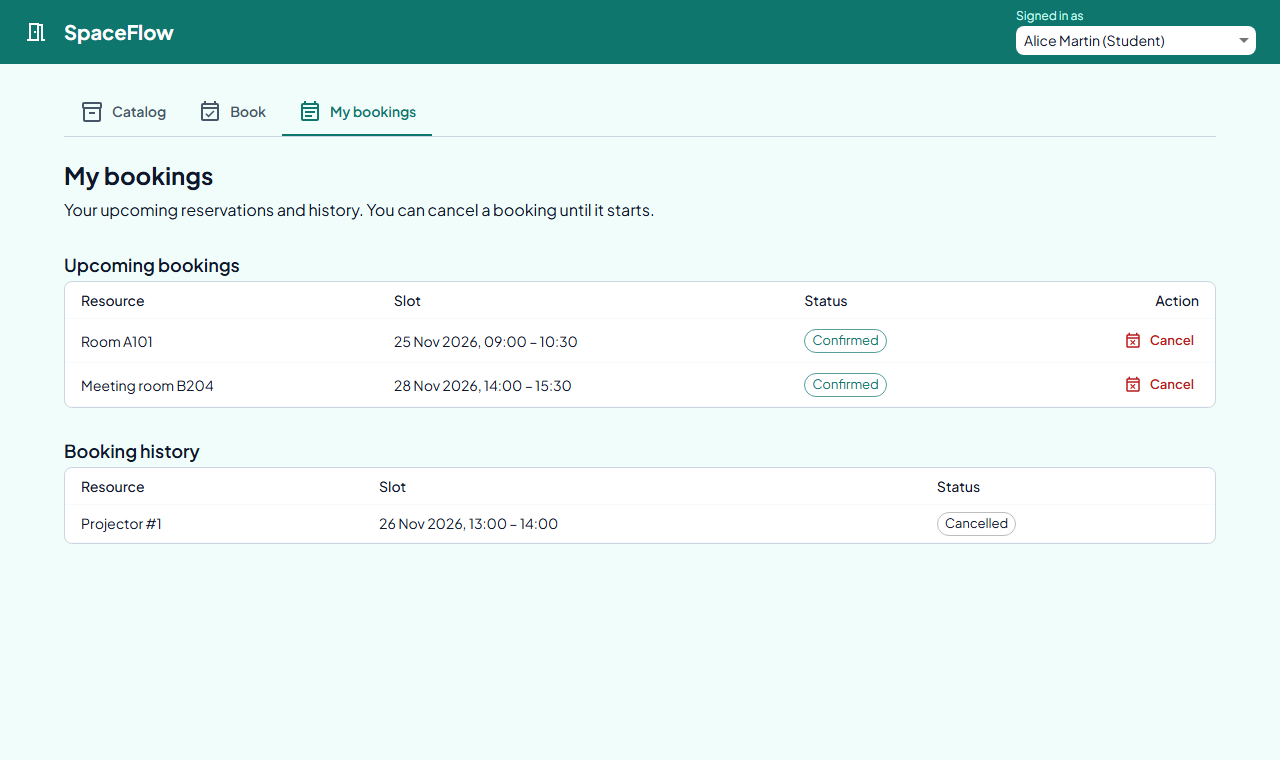 SpaceFlow
Signed in as
Alice Martin (Student)
Catalog
Book
My bookings
My bookings
Your upcoming reservations and history. You can cancel a booking until it starts.
Upcoming bookings
Resource Slot Status Action
Room A101 25 Nov 2026, 09:00 – 10:30 Confirmed Cancel
Meeting room B204 28 Nov 2026, 14:00 – 15:30 Confirmed Cancel
Booking history
Resource Slot Status
Projector #1 26 Nov 2026, 13:00 – 14:00 Cancelled